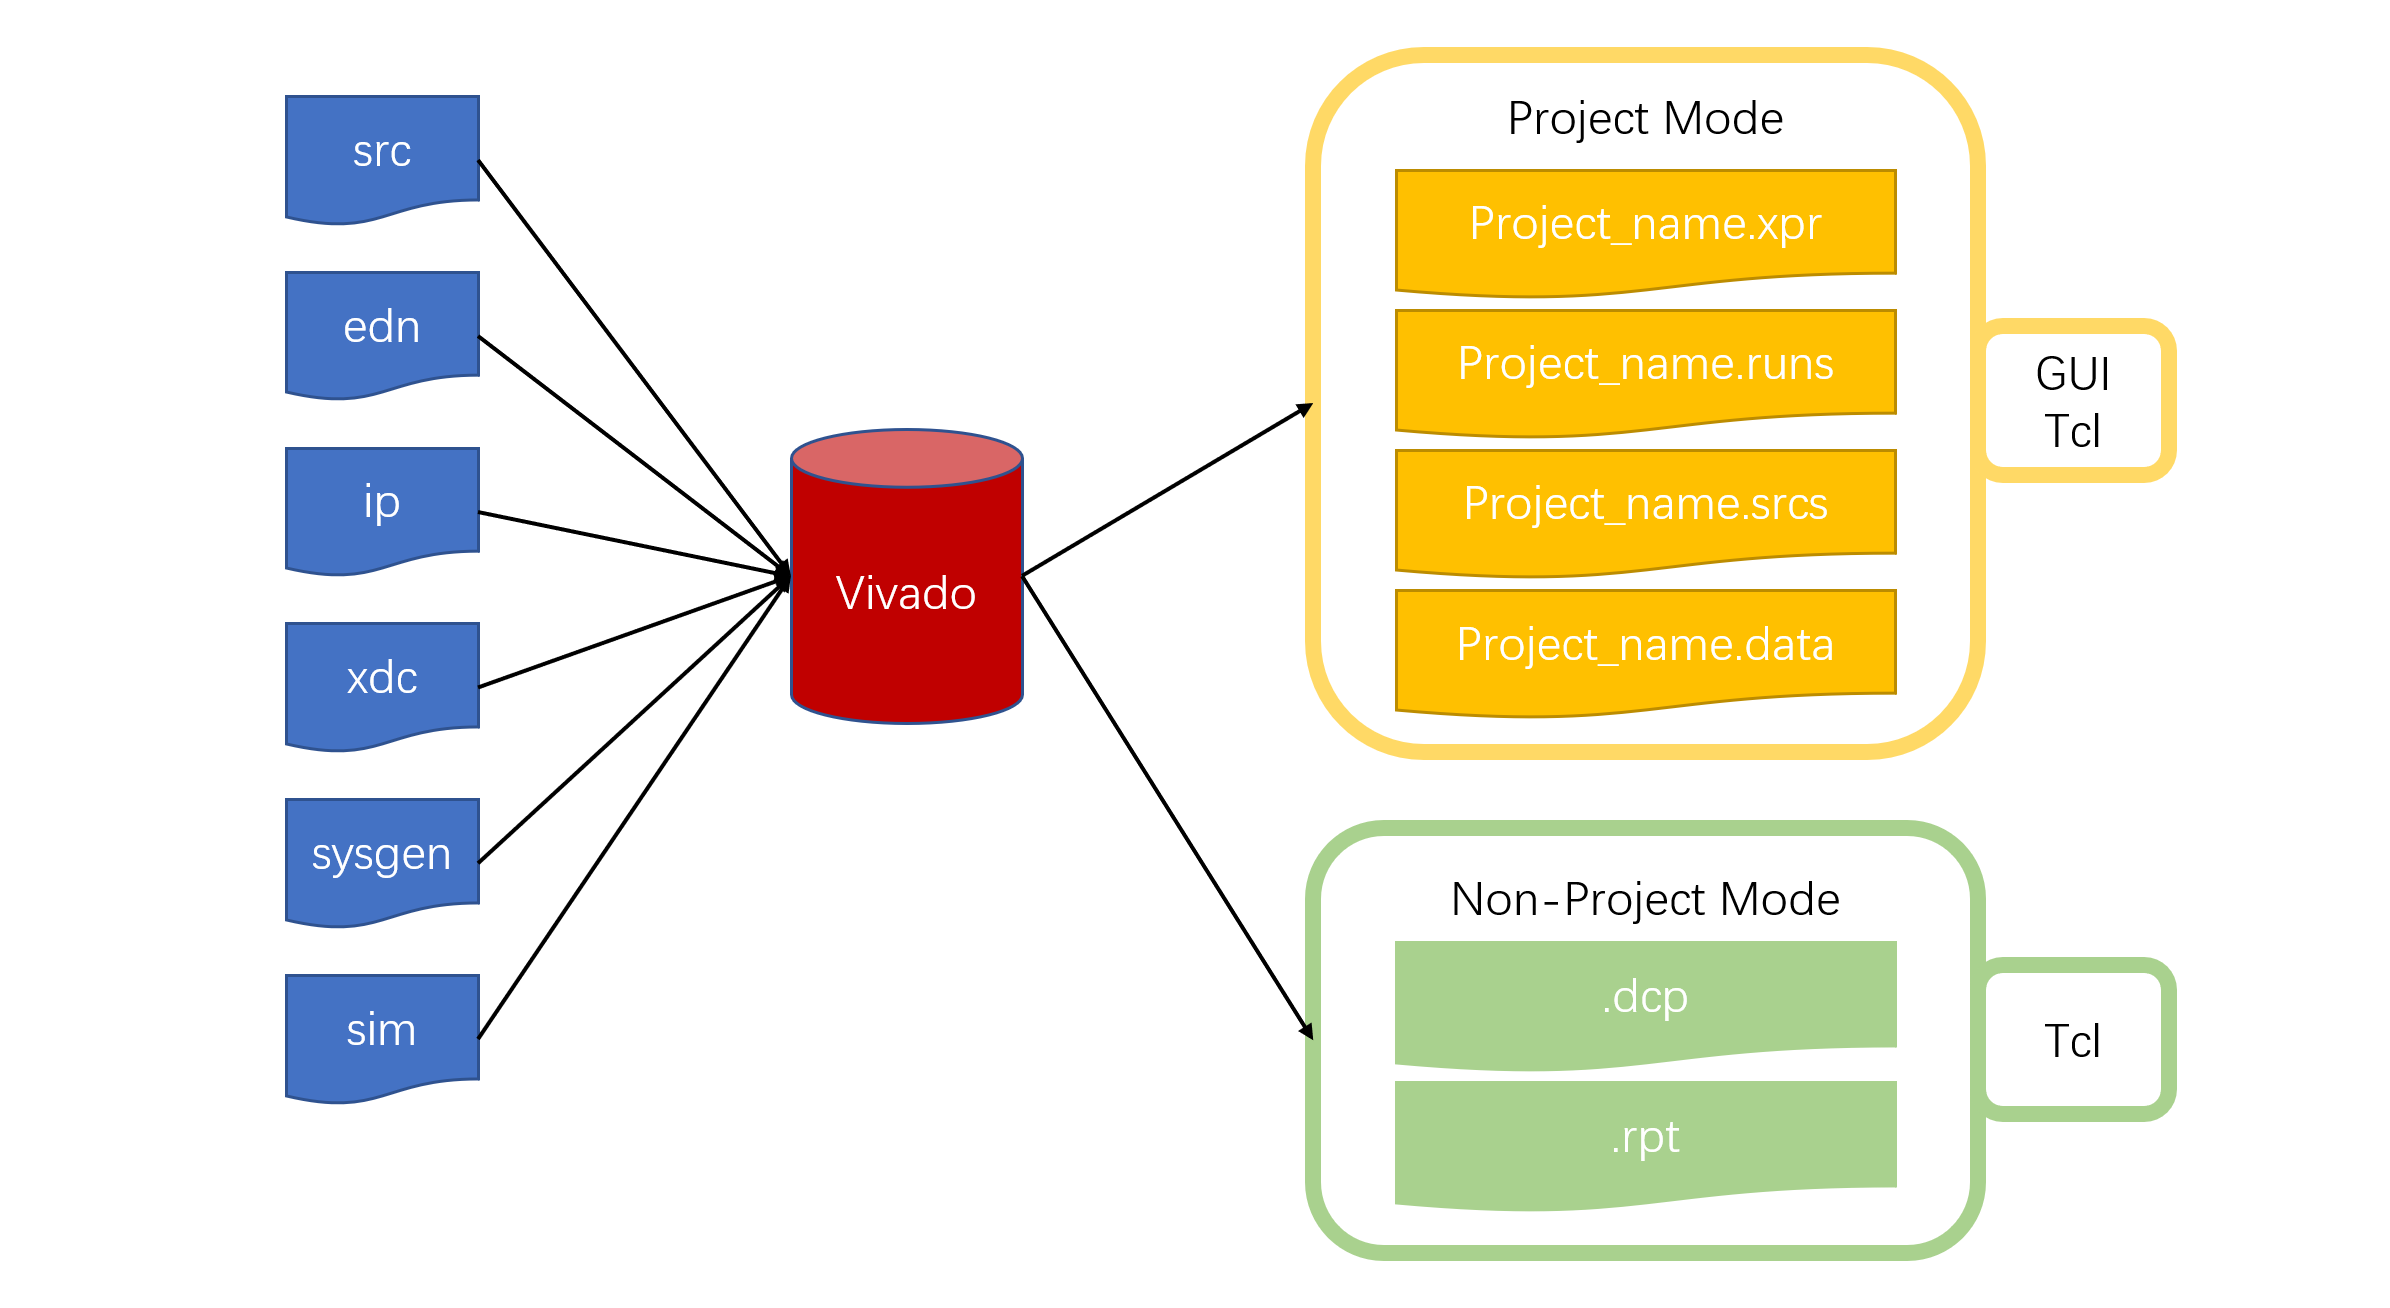 src
edn
ip
xdc
sysgen
sim
Vivado
Project Mode
Project_name.xpr
Project_name.runs
Project_name.srcs
Project_name.data
GUI
Tcl
Non-Project Mode
.dcp
.rpt
Tcl